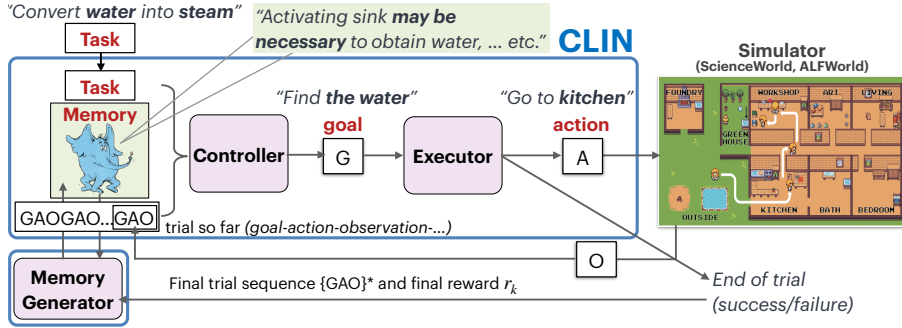 "Convert water into steam"
"Activating sink may be
necessary to obtain water, ... etc."
CLIN
Task
Task
Memory
"Find the water"
goal
"Go to kitchen"
action
Simulator
(ScienceWorld, ALFWorld)
Controller
G
Executor
A
FOUNDRY
WORKSHOP
ART
LIVING
GREEN
HOUSE
OUTSIDE
KITCHEN
BATH
BEDROOM
GAOGAO...GAO
trial so far (goal-action-observation-...)
O
Memory
Generator
Final trial sequence {GAO}* and final reward rₖ
End of trial
(success/failure)